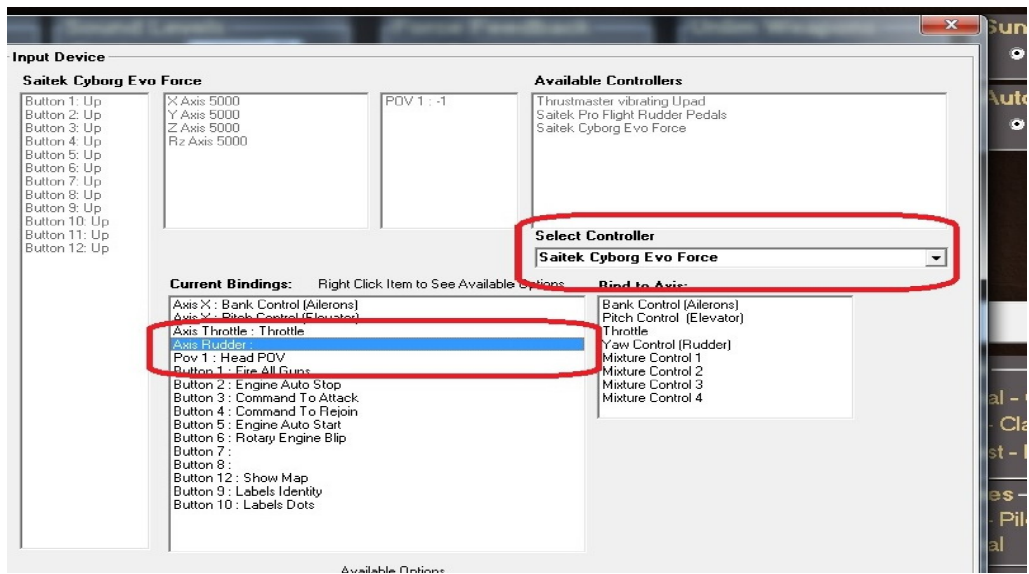 Sound Levels
Force Feedback
Input Device
Saitek Cyborg Evo Force
Button 1: Up
Button 2: Up
Button 3: Up
Button 4: Up
Button 5: Up
Button 6: Up
Button 7: Up
Button 8: Up
Button 9: Up
Button 10: Up
Button 11: Up
Button 12: Up
X Axis 5000
Y Axis 5000
Z Axis 5000
Rz Axis 5000
POV 1 : -1
Available Controllers
Thrustmaster vibrating Upad
Saitek Pro Flight Rudder Pedals
Saitek Cyborg Evo Force
Select Controller
Saitek Cyborg Evo Force
Current Bindings: Right Click Item to See Available Options
Axis X : Bank Control (Ailerons)
Axis Y : Pitch Control (Elevator)
Axis Throttle : Throttle
Axis Rudder :
Pov 1 : Head POV
Button 1 : Fire All Guns
Button 2 : Engine Auto Stop
Button 3 : Command To Attack
Button 4 : Command To Rejoin
Button 5 : Engine Auto Start
Button 6 : Rotary Engine Blip
Button 7 :
Button 8 :
Button 12 : Show Map
Button 9 : Labels Identity
Button 10 : Labels Dots
Bind to Axis:
Bank Control (Ailerons)
Pitch Control (Elevator)
Throttle
Yaw Control (Rudder)
Mixture Control 1
Mixture Control 2
Mixture Control 3
Mixture Control 4
Available Options